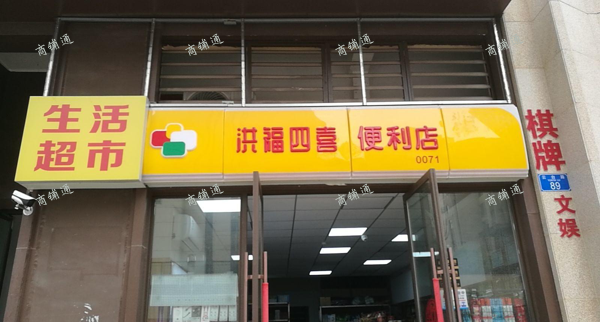 生活
超市
洪福四喜 便利店
0071
棋牌
文娱
89
商铺通
商铺通
商铺通
商铺通
商铺通
商铺通